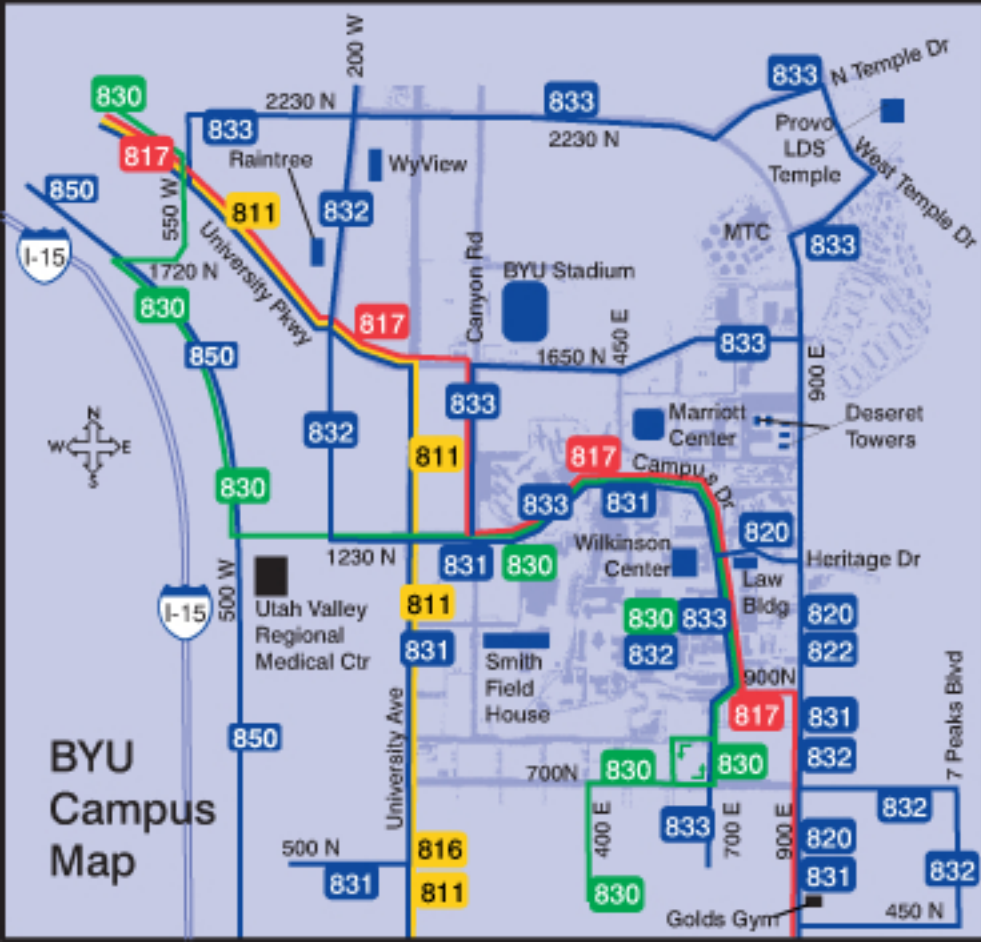 200 W
830
2230 N
833
833
2230 N
833
N Temple Dr
Provo
LDS
Temple
West Temple Dr
817
Raintree
WyView
850
550 W
811
832
University Pkwy
I-15
1720 N
MTC
833
Canyon Rd
BYU Stadium
830
817
450 E
1650 N
833
850
900 E
833
832
Marriott
Center
Deseret
Towers
N
W
E
S
811
817
Campus Dr
830
833
831
820
1230 N
831
830
Wilkinson
Center
Heritage Dr
Law
Bldg
500 W
I-15
Utah Valley
Regional
Medical Ctr
811
831
Smith
Field
House
830
833
832
820
822
900N
817
831
832
7 Peaks Blvd
850
University Ave
700N
830
830
832
BYU
Campus
Map
500 N
831
816
811
400 E
830
833
700 E
900 E
820
831
832
Golds Gym
450 N